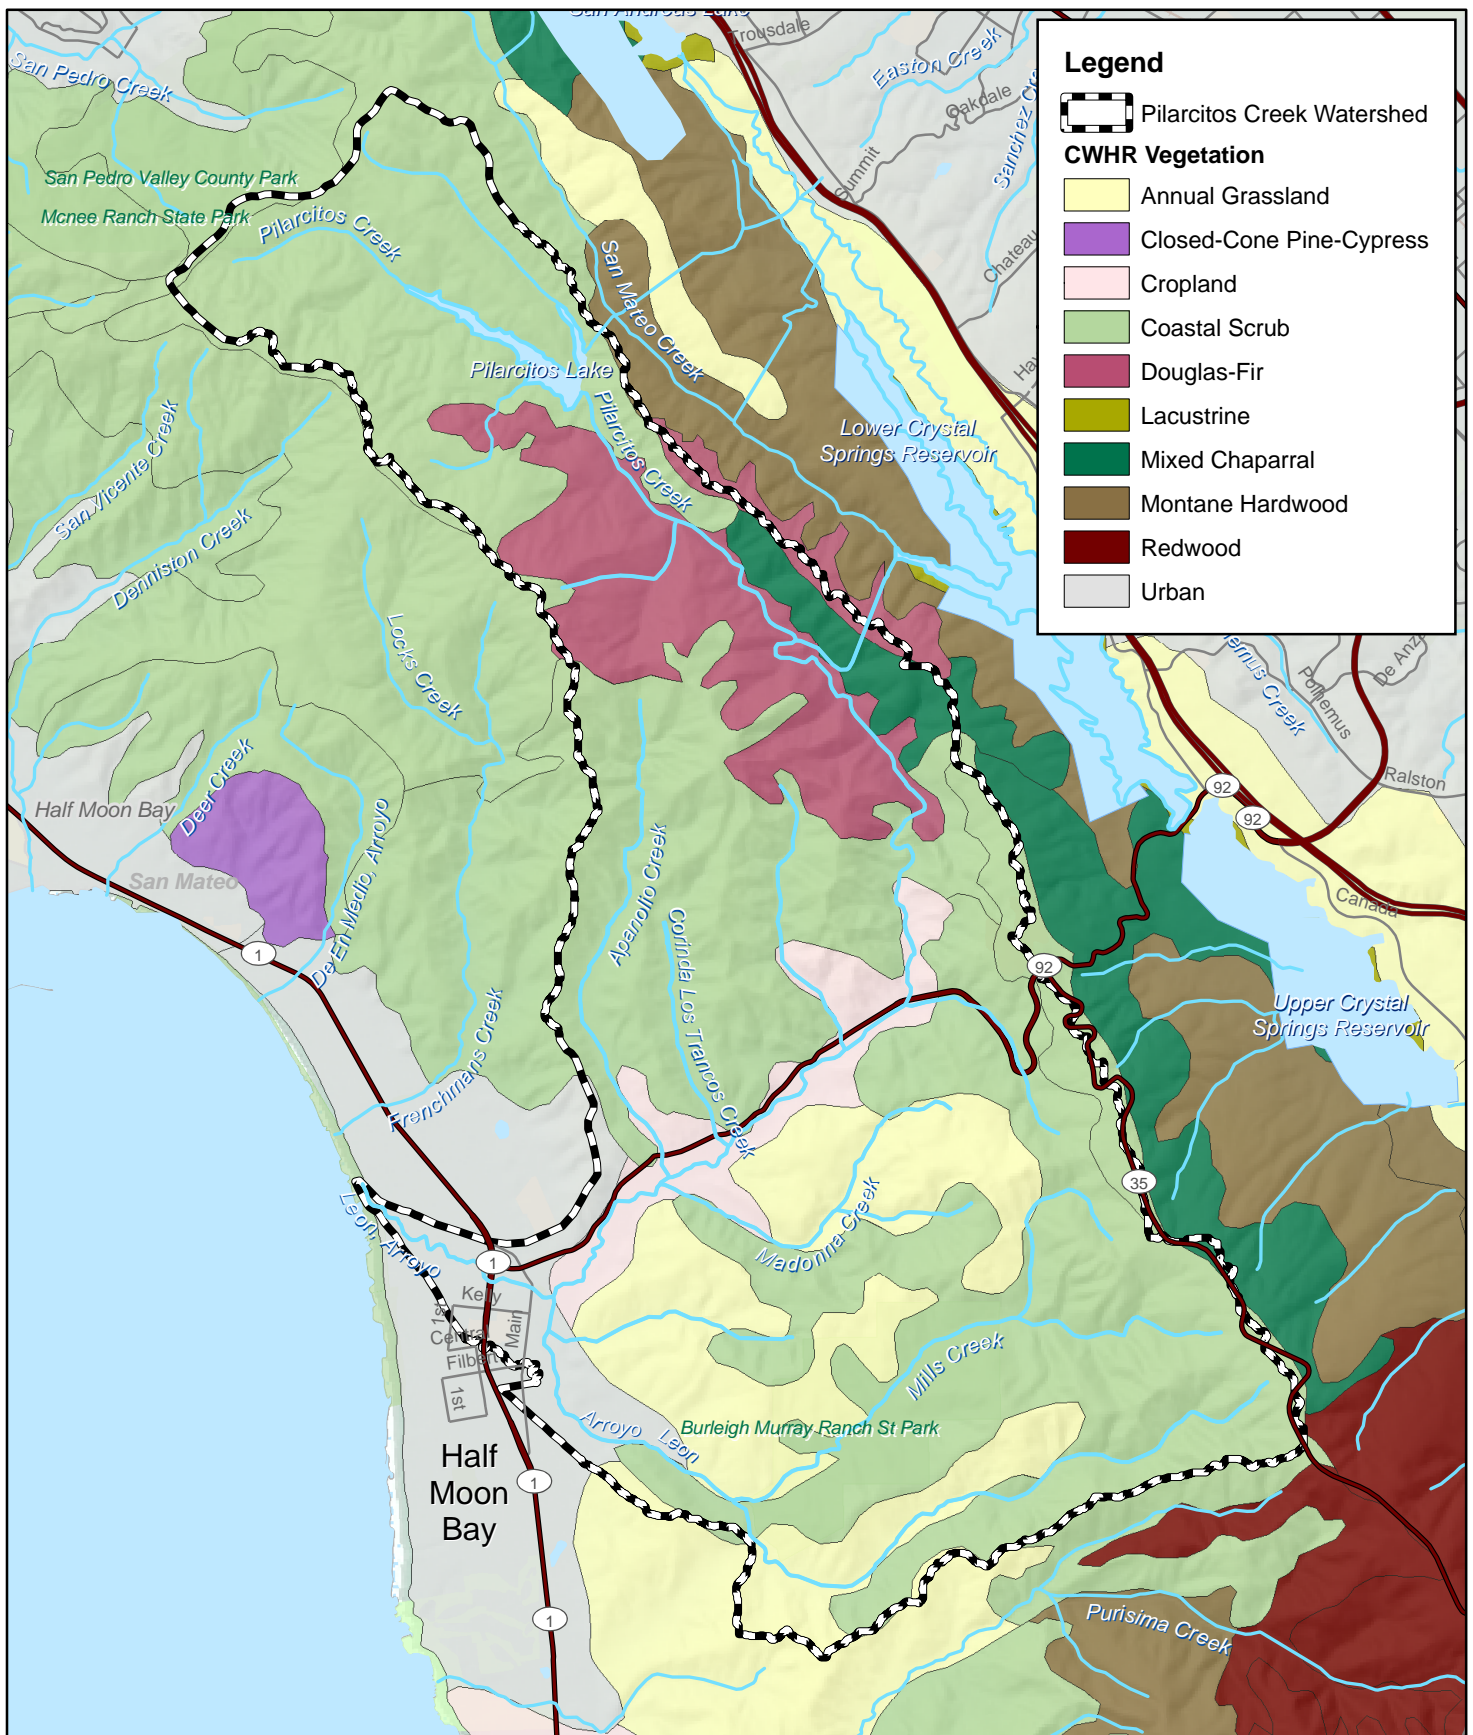 San Andreas Lake
Trousdale
Easton Creek
Oakdale
Summit
Chateau
San Pedro Creek
San Pedro Valley County Park
Mcnee Ranch State Park
Pilarcitos Creek
San Mateo Creek
Pilarcitos Lake
Pilarcitos Creek
Lower Crystal
Springs Reservoir
San Vicente Creek
Denniston Creek
Locks Creek
Legend
Pilarcitos Creek Watershed
CWHR Vegetation
Annual Grassland
Closed-Cone Pine-Cypress
Cropland
Coastal Scrub
Douglas-Fir
Lacustrine
Mixed Chaparral
Montane Hardwood
Redwood
Urban
Polhemus
De Anz
Ralston
92
92
Canada
Half Moon Bay
Deer Creek
San Mateo
De En Medio, Arroyo
1
Apanolio Creek
Corinda Los Trancos Creek
92
Upper Crystal
Springs Reservoir
Frenchmans Creek
35
Leon, Arroyo
Madonna Creek
1
Kelly
1st
Central
Main
Filbert
1st
Mills Creek
Arroyo Leon
Burleigh Murray Ranch St Park
Half
Moon
Bay
1
1
Purisima Creek